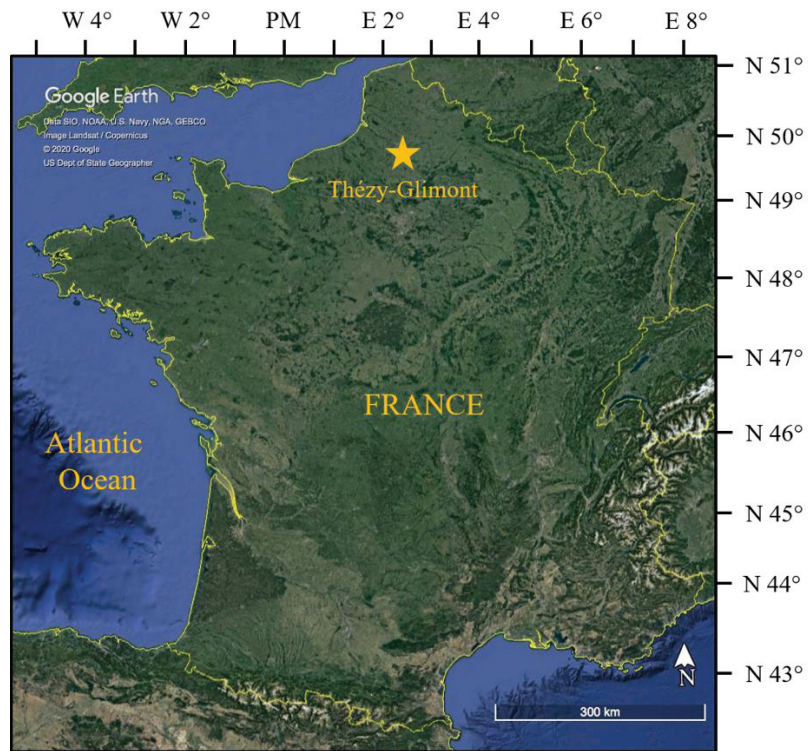 W 4° W 2° PM E 2° E 4° E 6° E 8°
N 51°
Google Earth
Data SIO, NOAA, U.S. Navy, NGA, GEBCO
Image Landsat / Copernicus
© 2020 Google
US Dept of State Geographer
N 50°
Thézy-Glimont
N 49°
N 48°
N 47°
FRANCE
N 46°
Atlantic
Ocean
N 45°
N 44°
N 43°
N
300 km